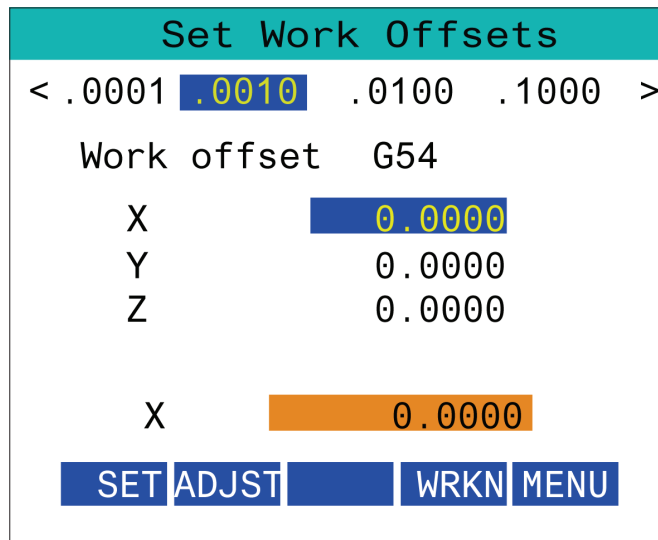 Set Work Offsets
< .0001 .0010 .0100 .1000 >
Work offset G54
X 0.0000
Y 0.0000
Z 0.0000
X 0.0000
SET ADJST WRKN MENU